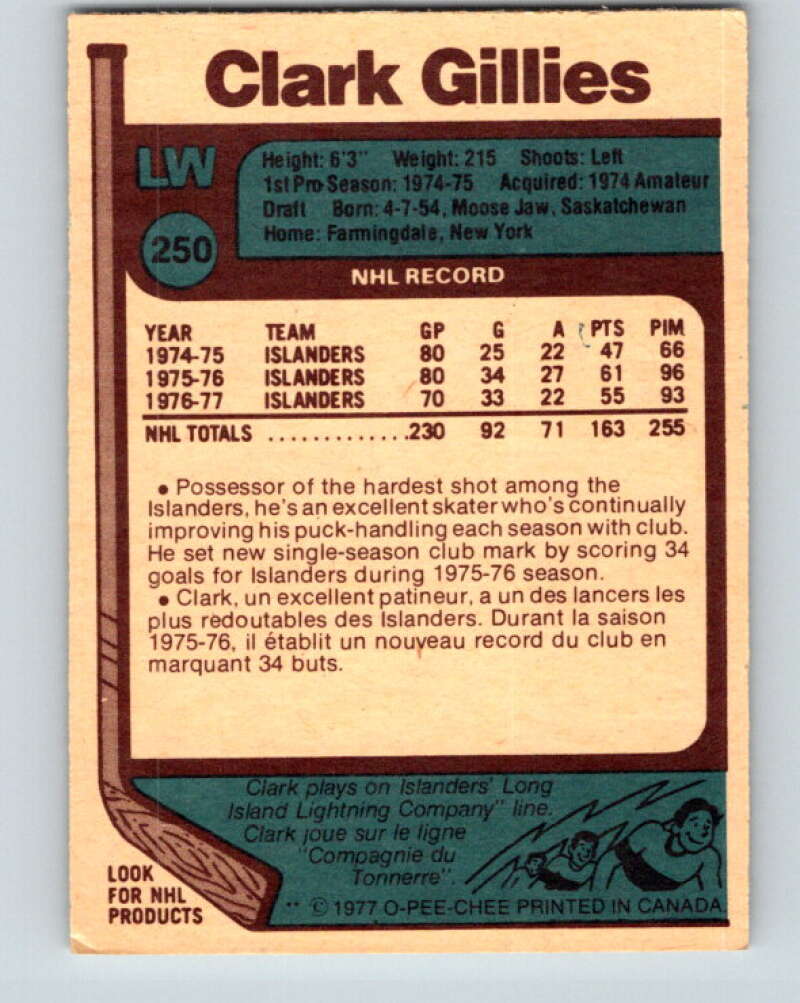 Clark Gillies
LW
Height: 6'3" Weight: 215 Shoots: Left
1st Pro Season: 1974-75 Acquired: 1974 Amateur
Draft Born: 4-7-54, Moose Jaw, Saskatchewan
Home: Farmingdale, New York
250
NHL RECORD
YEAR TEAM GP G A PTS PIM
1974-75 ISLANDERS 80 25 22 47 66
1975-76 ISLANDERS 80 34 27 61 96
1976-77 ISLANDERS 70 33 22 55 93
NHL TOTALS .............230 92 71 163 255
• Possessor of the hardest shot among the
Islanders, he's an excellent skater who's continually
improving his puck-handling each season with club.
He set new single-season club mark by scoring 34
goals for Islanders during 1975-76 season.
• Clark, un excellent patineur, a un des lancers les
plus redoutables des Islanders. Durant la saison
1975-76, il établit un nouveau record du club en
marquant 34 buts.
Clark plays on Islanders' Long
Island Lightning Company" line.
Clark joue sur le ligne
"Compagnie du
Tonnerre".
LOOK
FOR NHL
PRODUCTS
** © 1977 O-PEE-CHEE PRINTED IN CANADA